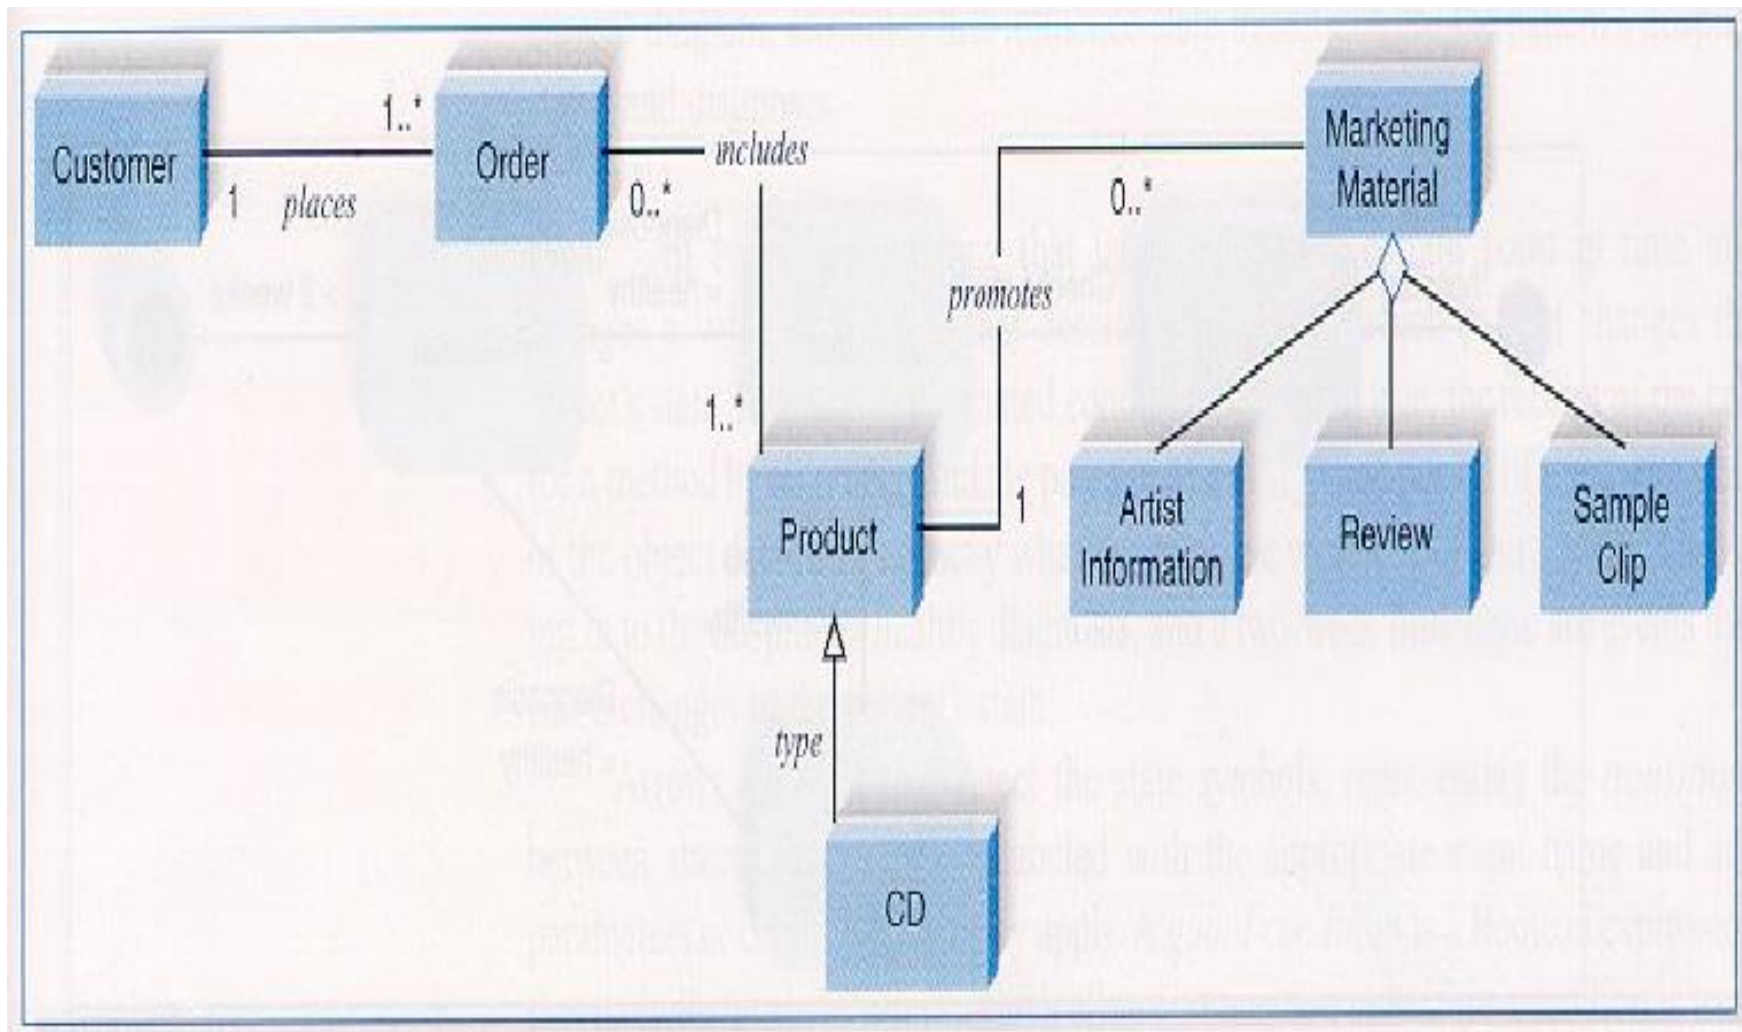 Customer
1
places
1..*
Order
0..*
includes
1..*
Product
1
promotes
0..*
Marketing
Material
Artist
Information
Review
Sample
Clip
type
CD